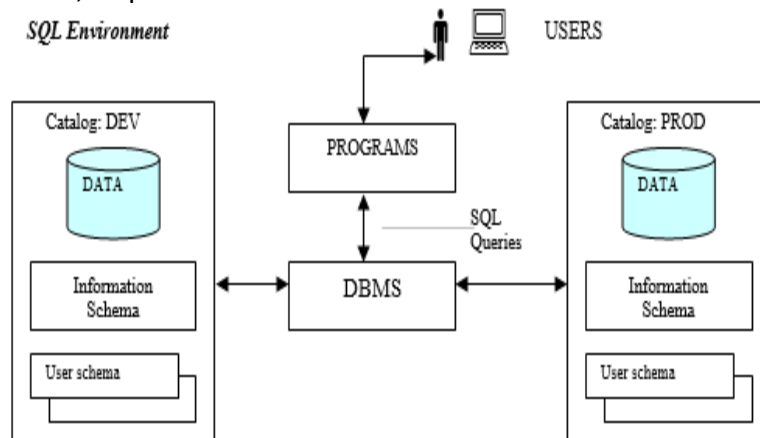 SQL Environment
USERS
Catalog: DEV
DATA
Information
Schema
User schema
PROGRAMS
SQL
Queries
DBMS
Catalog: PROD
DATA
Information
Schema
User schema